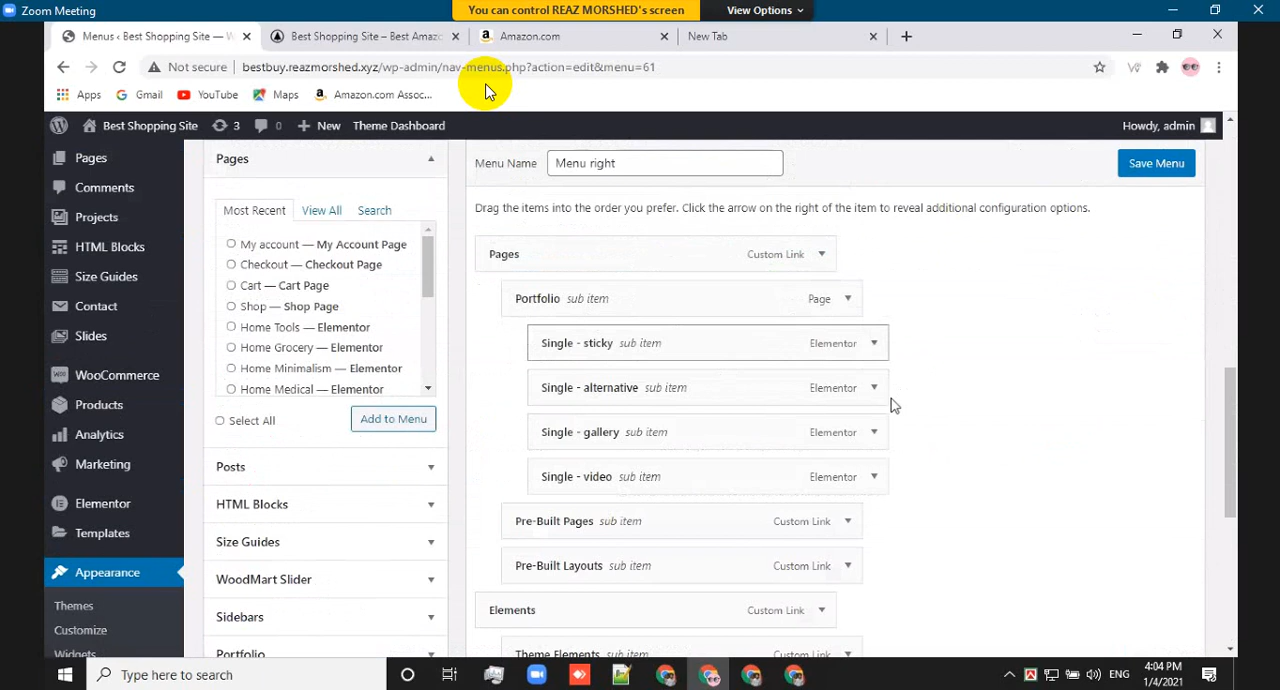 Zoom Meeting
You can control REAZ MORSHED's screen
View Options
Menus ‹ Best Shopping Site — W
Best Shopping Site – Best Amaz
Amazon.com
New Tab
Not secure
bestbuy.reazmorshed.xyz/wp-admin/nav-menus.php?action=edit&menu=61
Apps
Gmail
YouTube
Maps
Amazon.com Assoc...
Best Shopping Site
3
0
New
Theme Dashboard
Howdy, admin
Pages
Comments
Projects
HTML Blocks
Size Guides
Contact
Slides
WooCommerce
Products
Analytics
Marketing
Elementor
Templates
Appearance
Themes
Customize
Widgets
Pages
Most Recent
View All
Search
My account — My Account Page
Checkout — Checkout Page
Cart — Cart Page
Shop — Shop Page
Home Tools — Elementor
Home Grocery — Elementor
Home Minimalism — Elementor
Home Medical — Elementor
Select All
Add to Menu
Posts
HTML Blocks
Size Guides
WoodMart Slider
Sidebars
Portfolio
Menu Name
Menu right
Save Menu
Drag the items into the order you prefer. Click the arrow on the right of the item to reveal additional configuration options.
Pages Custom Link
Portfolio sub item Page
Single - sticky sub item Elementor
Single - alternative sub item Elementor
Single - gallery sub item Elementor
Single - video sub item Elementor
Pre-Built Pages sub item Custom Link
Pre-Built Layouts sub item Custom Link
Elements Custom Link
Theme Elements sub item Custom Link
Type here to search
ENG
4:04 PM
1/4/2021